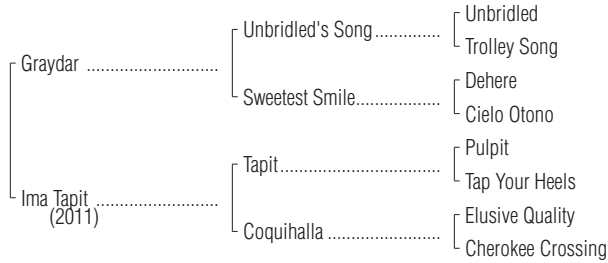 Unbridled
Unbridled's Song..............
Trolley Song
Graydar ............................
Dehere
Sweetest Smile..................
Cielo Otono
Pulpit
Tapit..................................
Tap Your Heels
Ima Tapit ..........................
(2011)
Elusive Quality
Coquihalla ........................
Cherokee Crossing